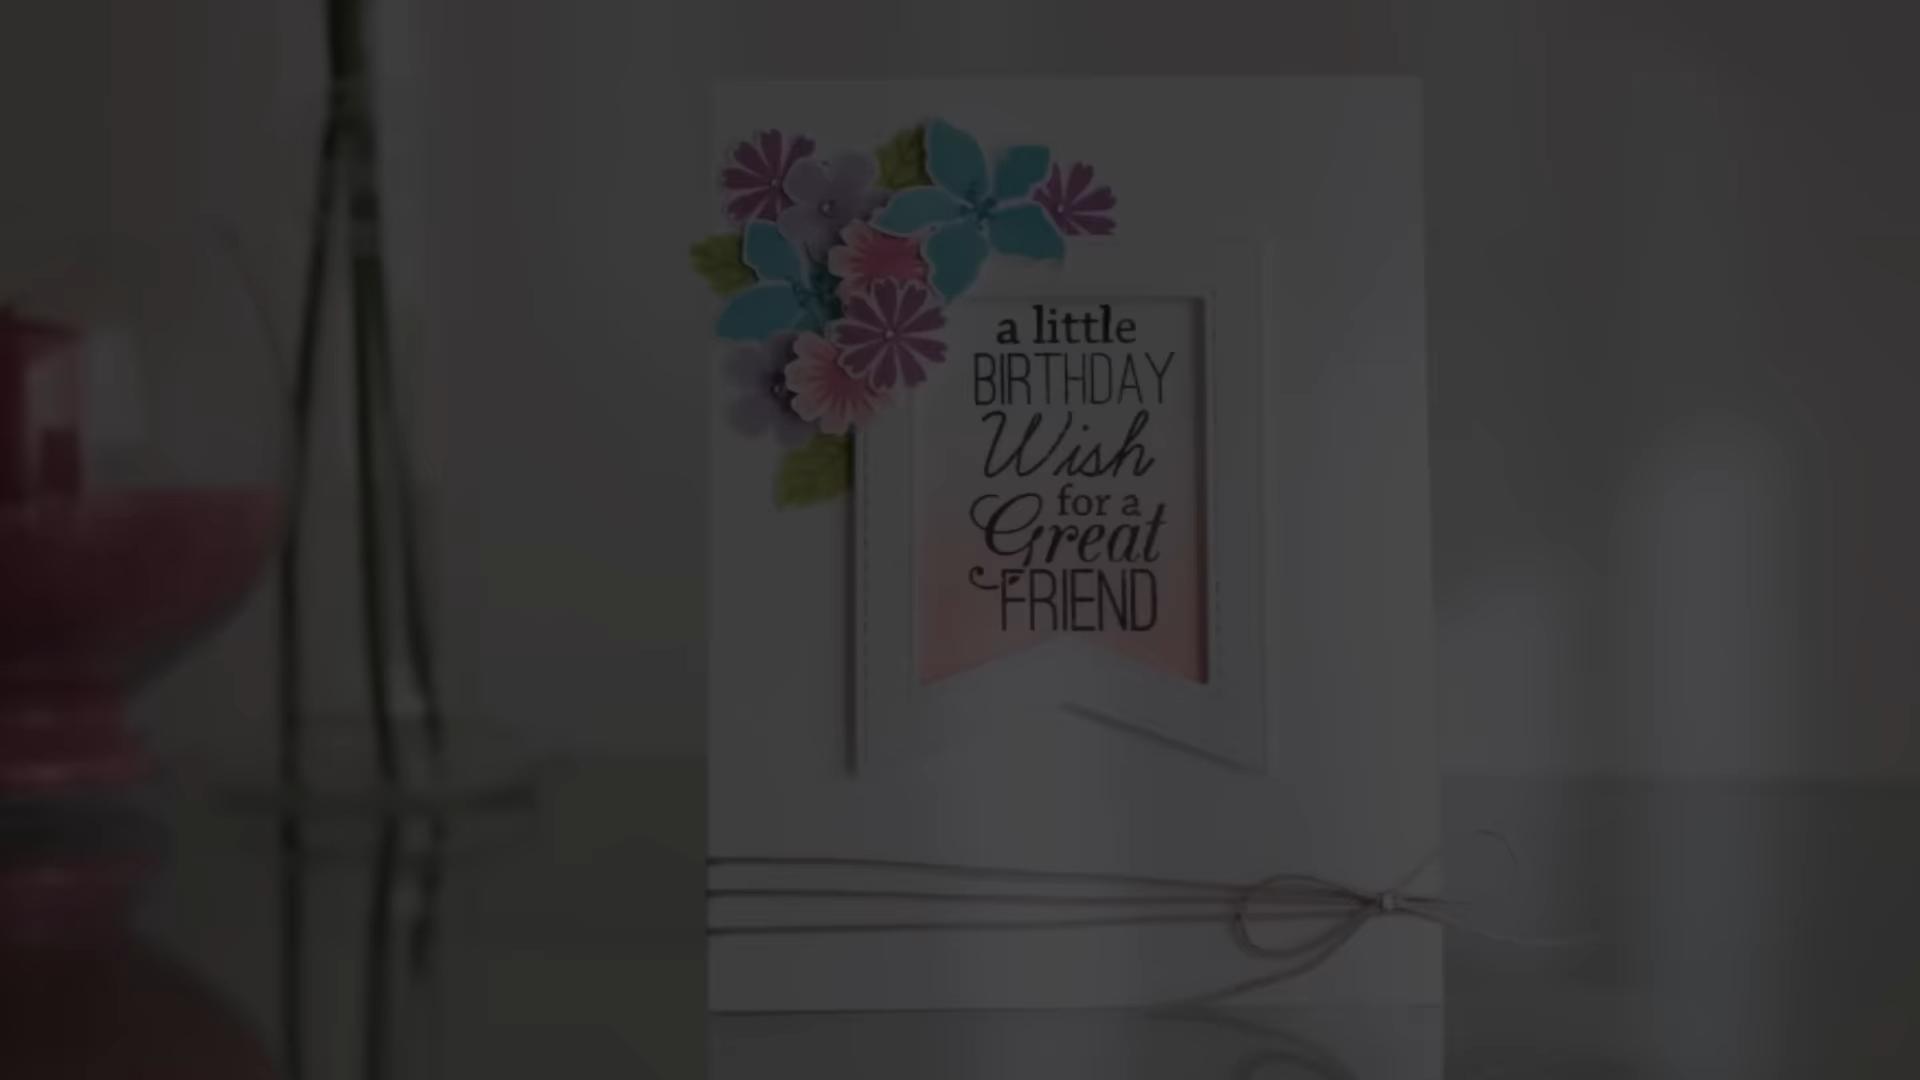 a little
BIRTHDAY
Wish
for a
Great
FRIEND